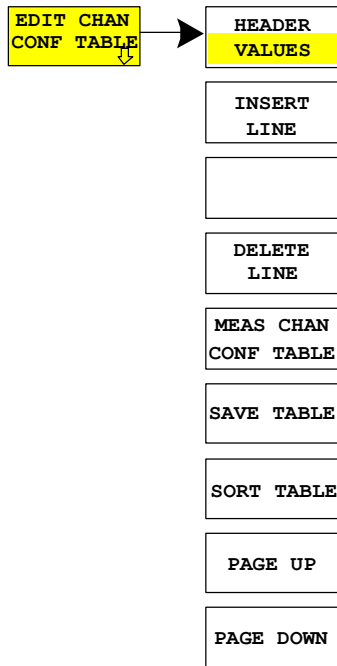 EDIT CHAN
CONF TABLE
HEADER
VALUES
INSERT
LINE
DELETE
LINE
MEAS CHAN
CONF TABLE
SAVE TABLE
SORT TABLE
PAGE UP
PAGE DOWN